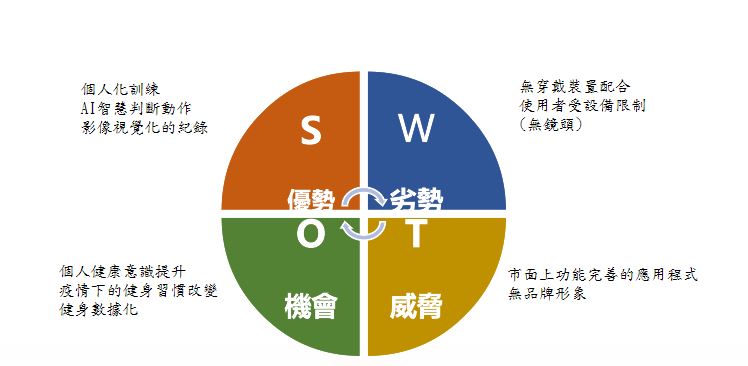 個人化訓練
AI智慧判斷動作
影像視覺化的紀錄
無穿戴裝置配合
使用者受設備限制
(無鏡頭)
S
W
優勢
劣勢
O
T
機會
威脅
個人健康意識提升
疫情下的健身習慣改變
健身數據化
市面上功能完善的應用程式
無品牌形象